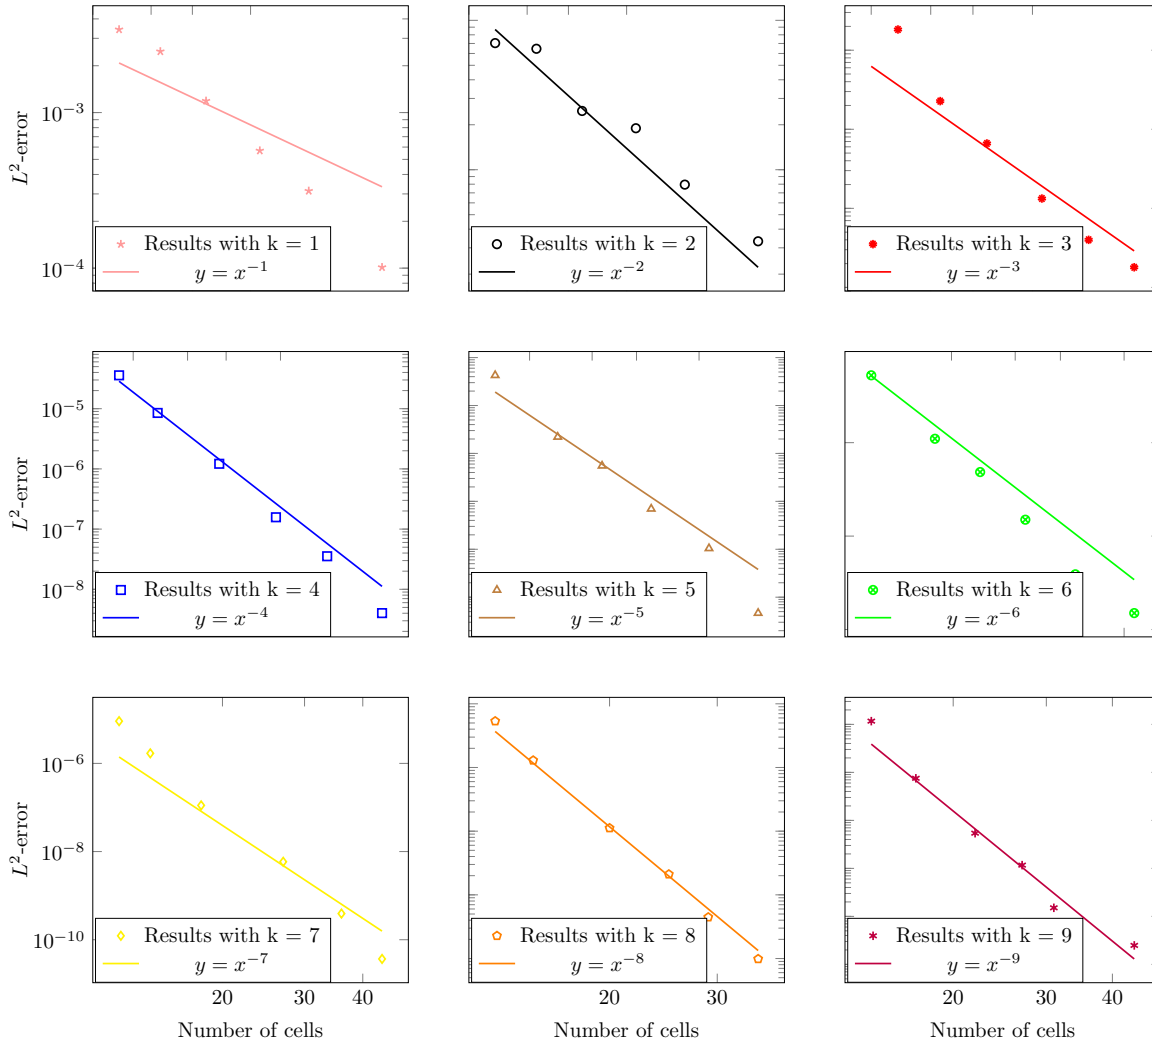 10^{-3}
10^{-4}
L^2-error
Results with k = 1
y = x^{-1}
Results with k = 2
y = x^{-2}
Results with k = 3
y = x^{-3}
10^{-5}
10^{-6}
10^{-7}
10^{-8}
L^2-error
Results with k = 4
y = x^{-4}
Results with k = 5
y = x^{-5}
Results with k = 6
y = x^{-6}
10^{-6}
10^{-8}
10^{-10}
L^2-error
Results with k = 7
y = x^{-7}
Results with k = 8
y = x^{-8}
Results with k = 9
y = x^{-9}
20 30 40
Number of cells
20 30
Number of cells
20 30 40
Number of cells